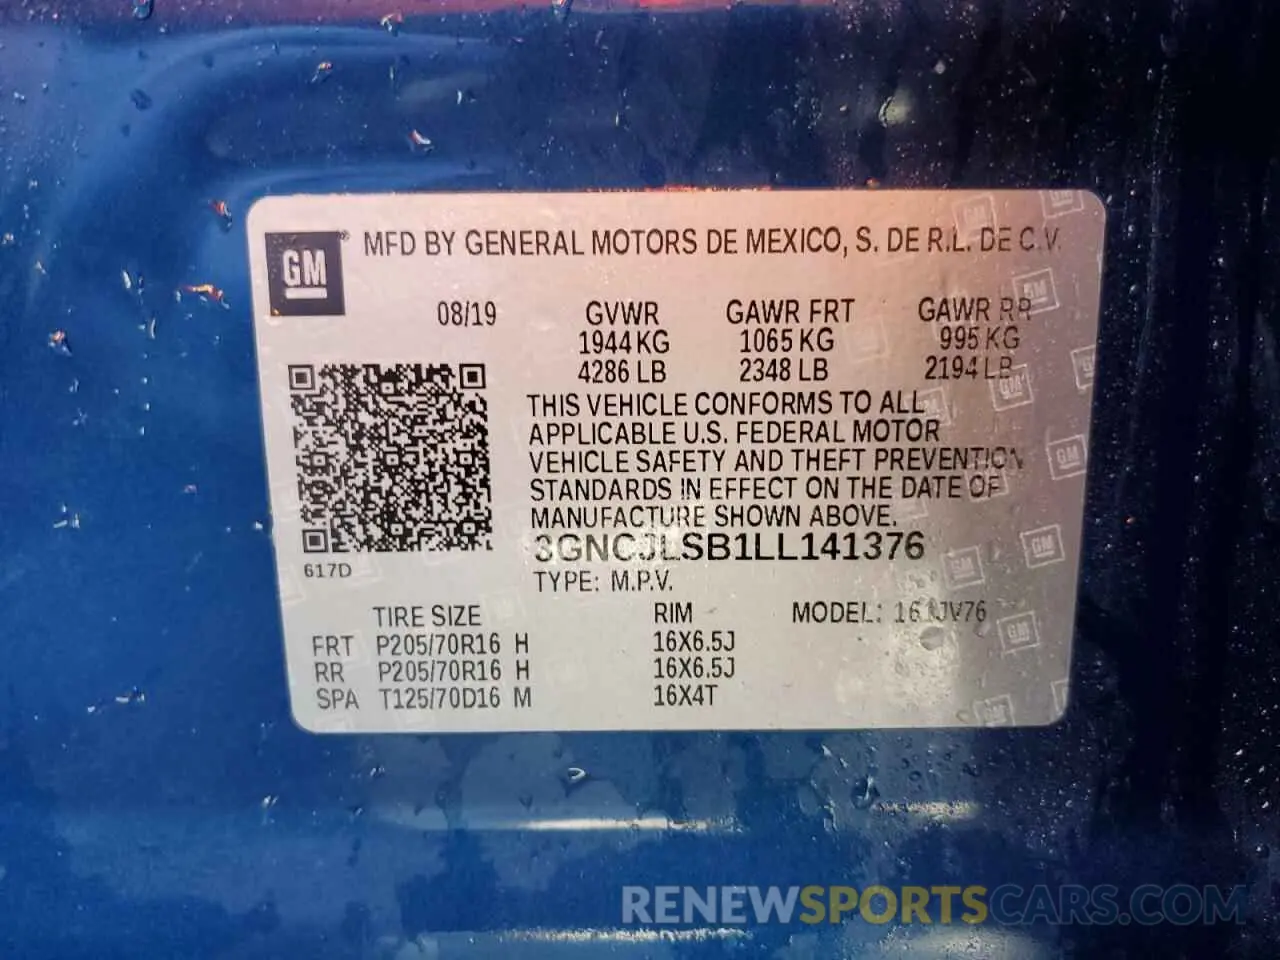 GM
® MFD BY GENERAL MOTORS DE MEXICO, S. DE R.L. DE C.V.
08/19 GVWR GAWR FRT GAWR RR
1944 KG 1065 KG 995 KG
4286 LB 2348 LB 2194 LB
THIS VEHICLE CONFORMS TO ALL
APPLICABLE U.S. FEDERAL MOTOR
VEHICLE SAFETY AND THEFT PREVENTION
STANDARDS IN EFFECT ON THE DATE OF
MANUFACTURE SHOWN ABOVE.
3GNCJLSB1LL141376
617D
TYPE: M.P.V.
TIRE SIZE RIM MODEL: 1G1JV76
FRT P205/70R16 H 16X6.5J
RR P205/70R16 H 16X6.5J
SPA T125/70D16 M 16X4T
RENEWSPORTSCARS.COM